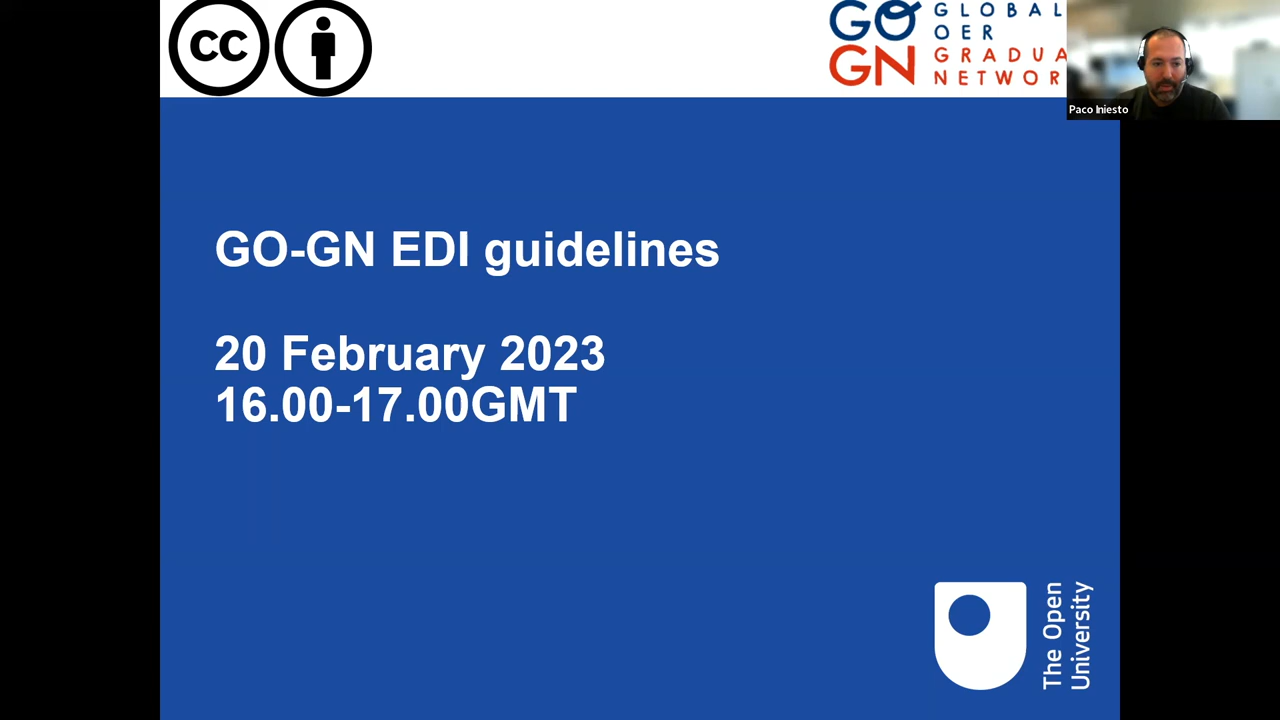 cc
GO GLOBAL
OER
GN GRADUA
NETWOR
Paco Iniesto
GO-GN EDI guidelines
20 February 2023
16.00-17.00GMT
The Open
University